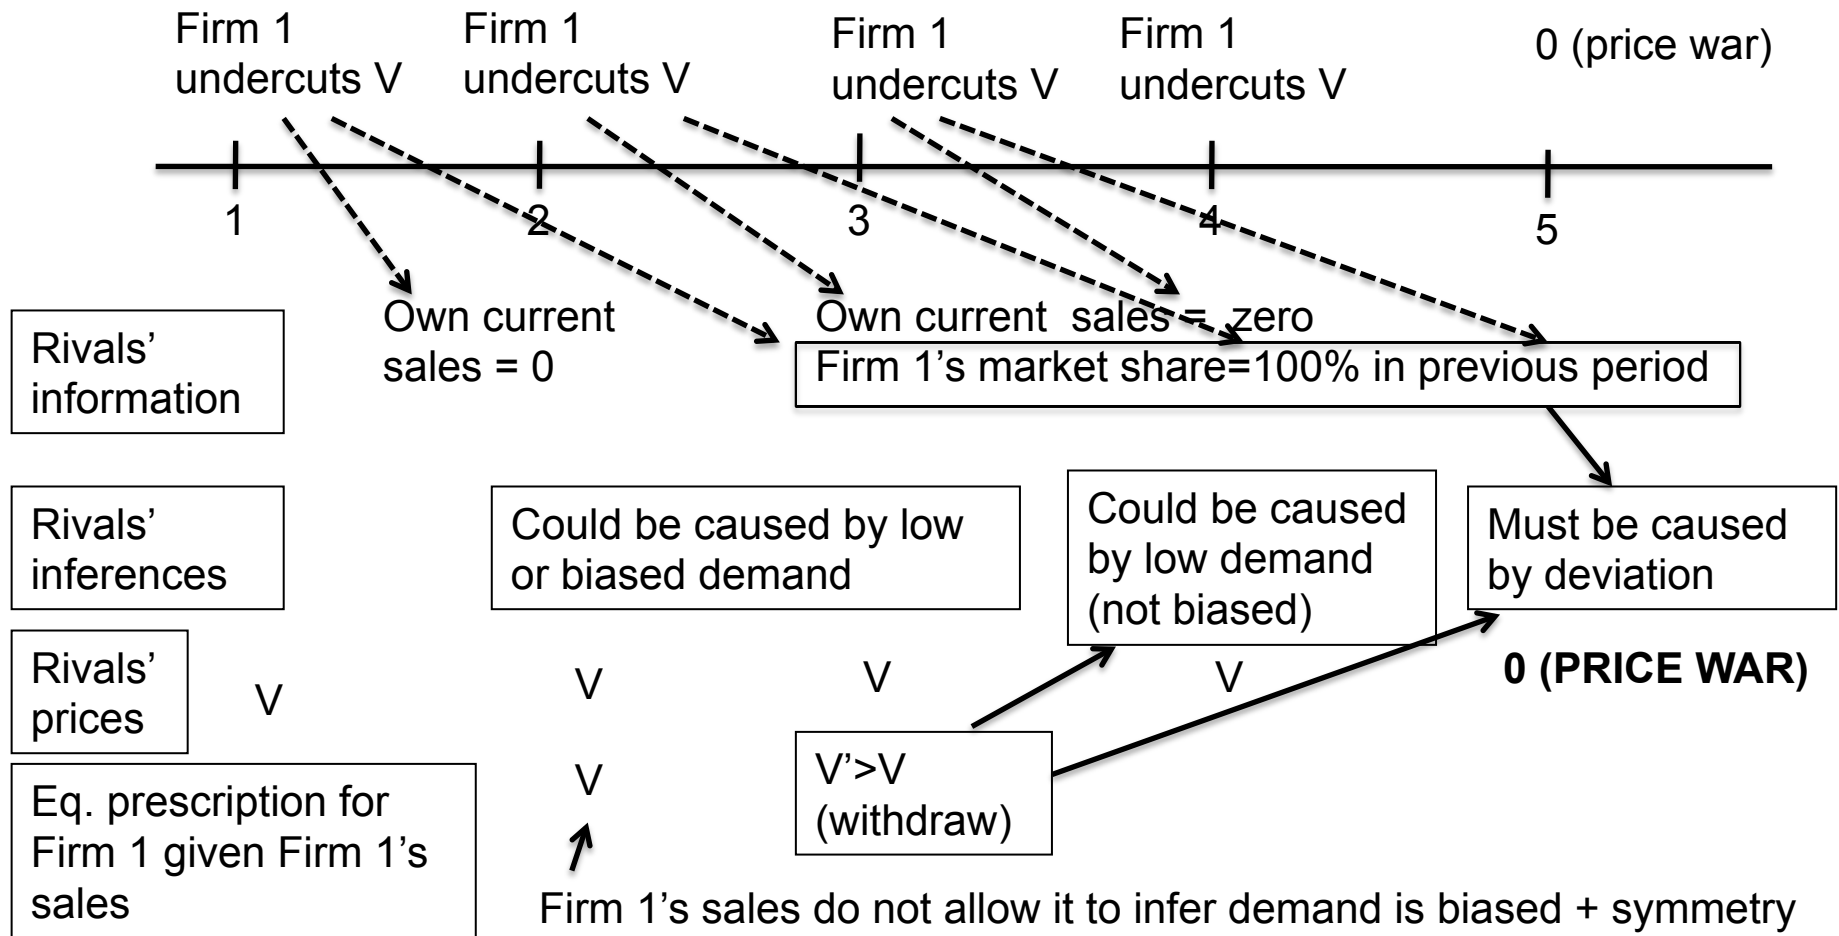 Firm 1
undercuts V
Firm 1
undercuts V
Firm 1
undercuts V
Firm 1
undercuts V
0 (price war)
1
2
3
4
5
Rivals'
information
Own current
sales = 0
Own current  sales =  zero
Firm 1's market share=100% in previous period
Rivals'
inferences
Could be caused by low
or biased demand
Could be caused
by low demand
(not biased)
Must be caused
by deviation
Rivals'
prices
V
V
V
V
0 (PRICE WAR)
Eq. prescription for
Firm 1 given Firm 1's
sales
V
V'>V
(withdraw)
Firm 1's sales do not allow it to infer demand is biased + symmetry